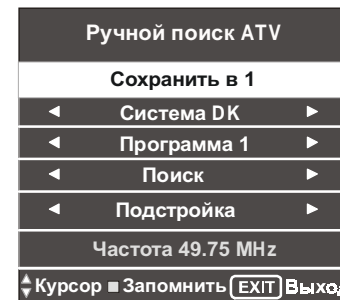 Ручной поиск ATV
Сохранить в 1
Система DK
Программа 1
Поиск
Подстройка
Частота 49.75 MHz
Курсор Запомнить EXIT Выхо